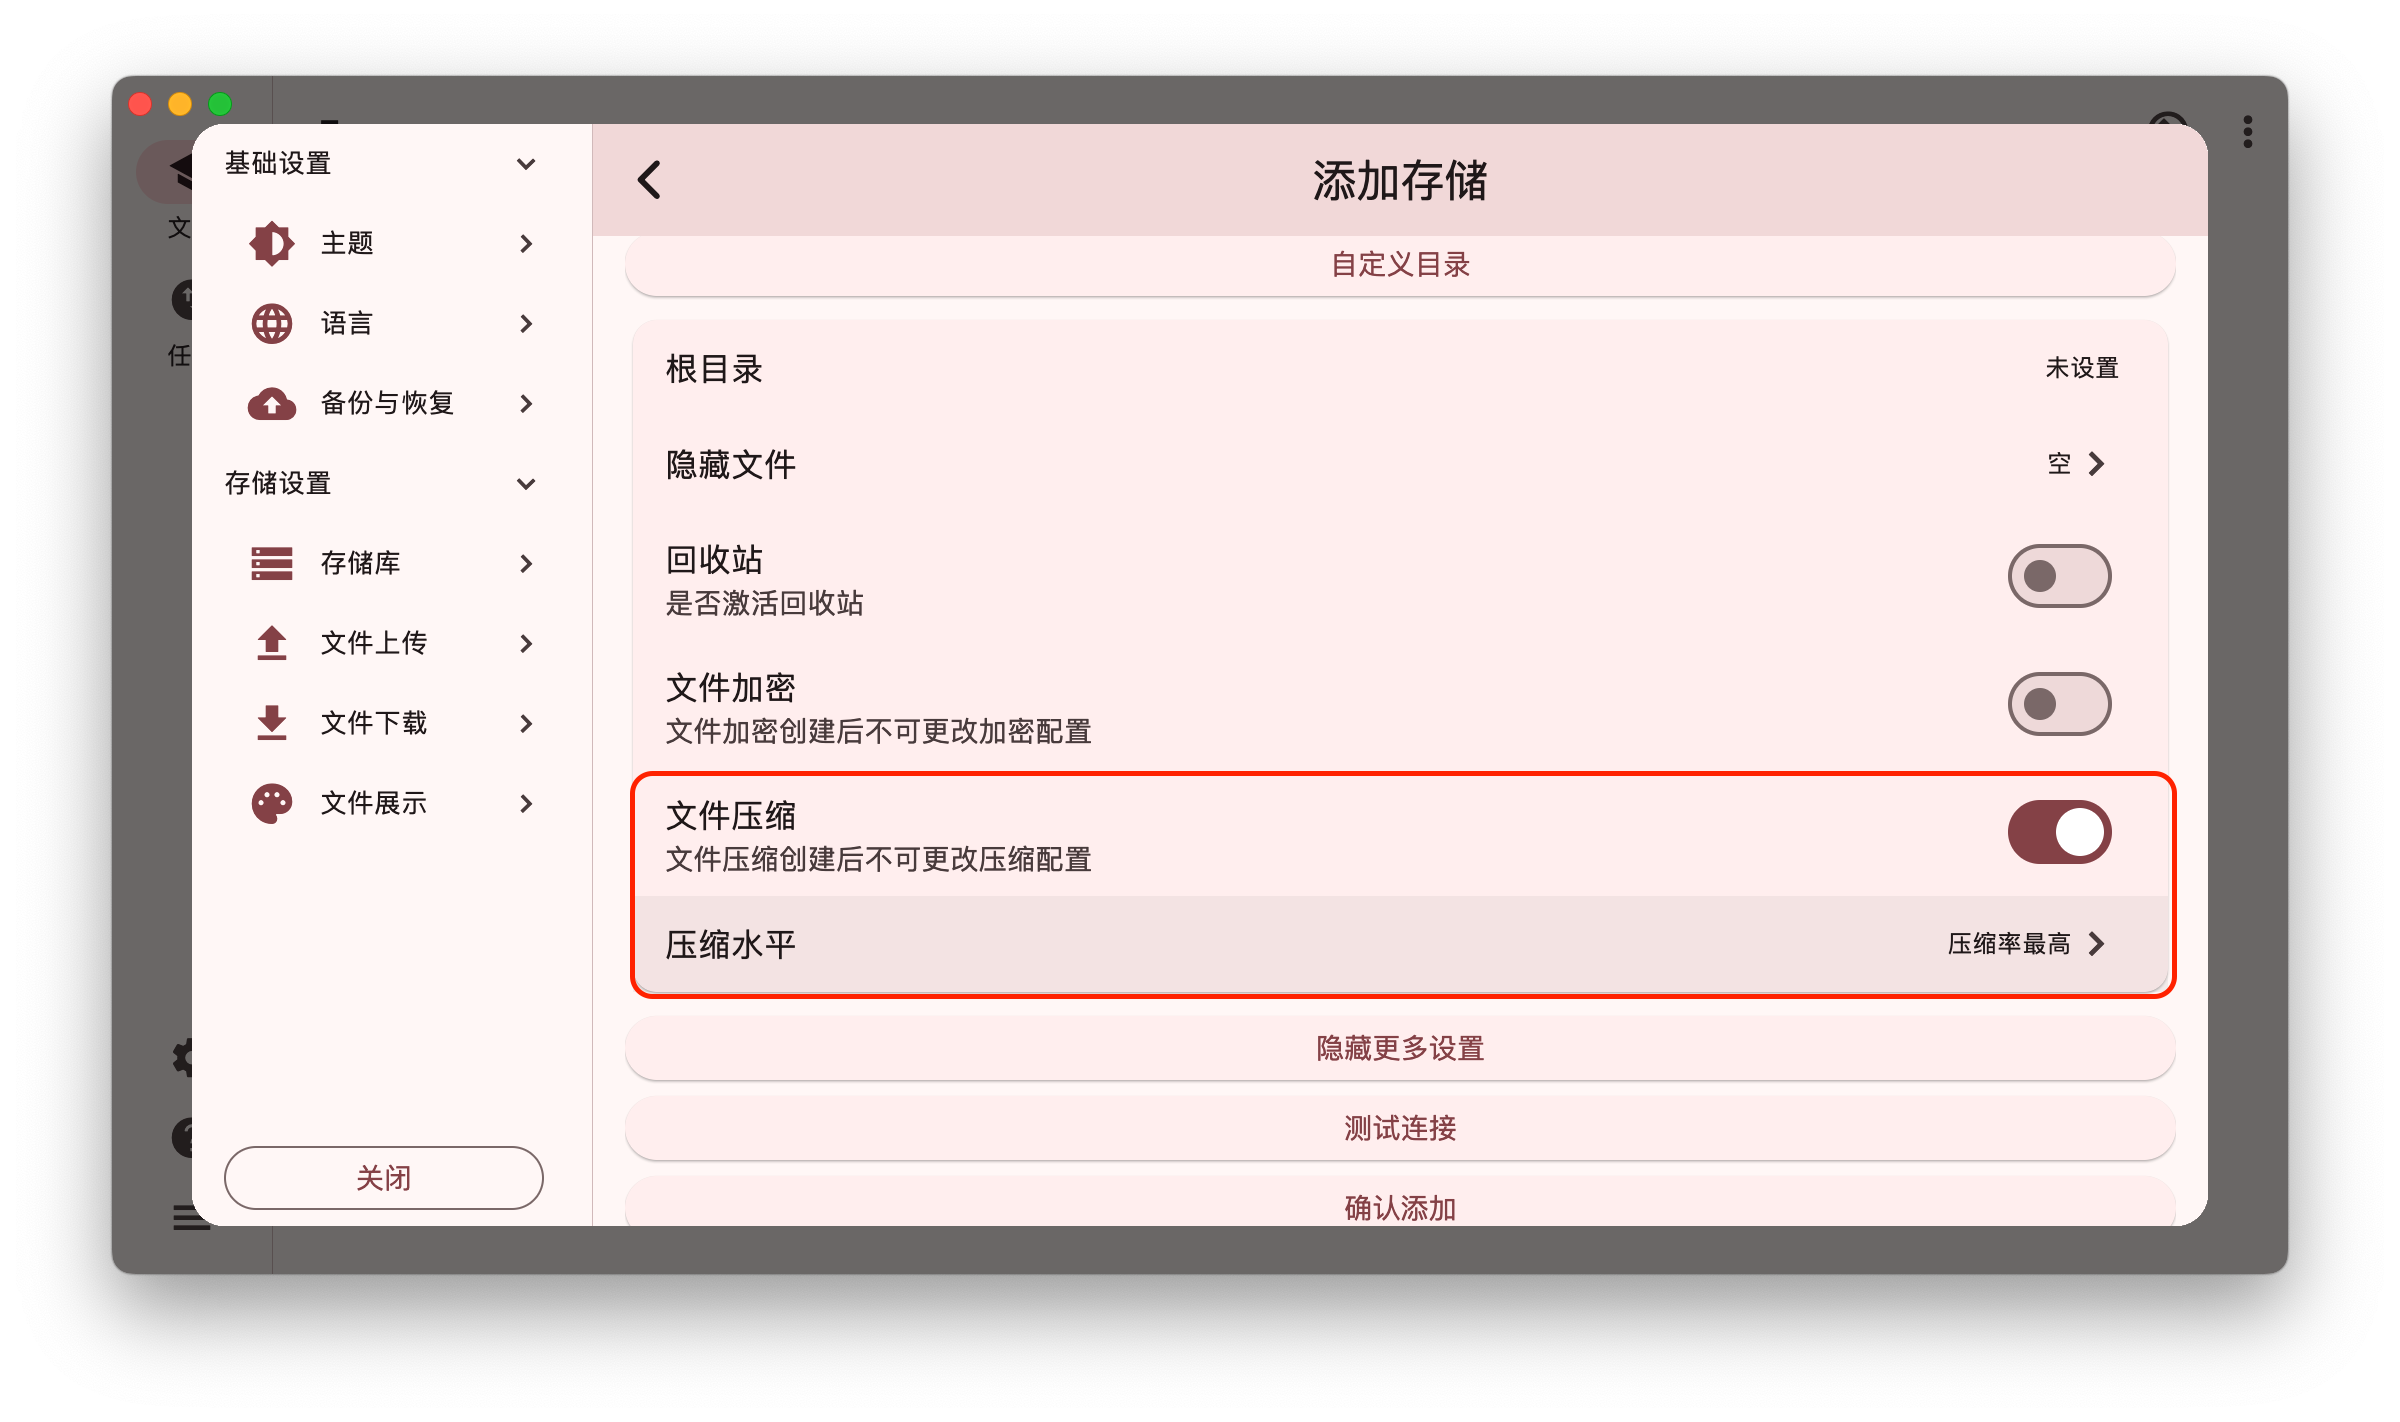 文
任
基础设置
主题
语言
备份与恢复
存储设置
存储库
文件上传
文件下载
文件展示
关闭
添加存储
自定义目录
根目录
未设置
隐藏文件
空
回收站
是否激活回收站
文件加密
文件加密创建后不可更改加密配置
文件压缩
文件压缩创建后不可更改压缩配置
压缩水平
压缩率最高
隐藏更多设置
测试连接
确认添加